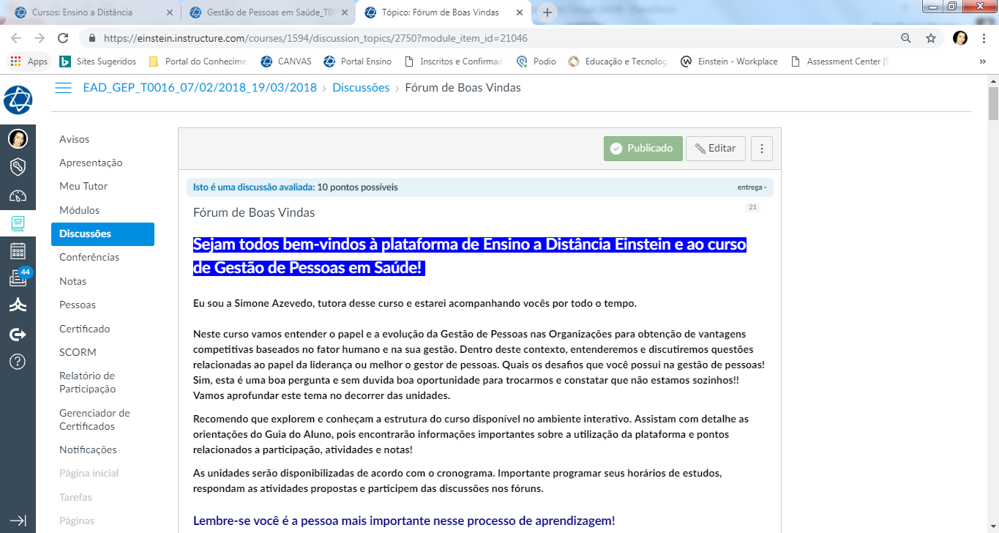 Cursos: Ensino a Distância
Gestão de Pessoas em Saúde_T0
Tópico: Fórum de Boas Vindas
https://einstein.instructure.com/courses/1594/discussion_topics/2750?module_item_id=21046
Apps
Sites Sugeridos
Portal do Conhecime
CANVAS
Portal Ensino
Inscritos e Confirmad
Podio
Educação e Tecnolog
Einstein - Workplace
Assessment Center [S
»
EAD_GEP_T0016_07/02/2018_19/03/2018 › Discussões › Fórum de Boas Vindas
Avisos
Apresentação
Meu Tutor
Módulos
Discussões
Conferências
Notas
Pessoas
Certificado
SCORM
Relatório de
Participação
Gerenciador de
Certificados
Notificações
Página inicial
Tarefas
Páginas
44
Publicado
Editar
Isto é uma discussão avaliada: 10 pontos possíveis
entrega -
Fórum de Boas Vindas
21
Sejam todos bem-vindos à plataforma de Ensino a Distância Einstein e ao curso
de Gestão de Pessoas em Saúde!
Eu sou a Simone Azevedo, tutora desse curso e estarei acompanhando vocês por todo o tempo.
Neste curso vamos entender o papel e a evolução da Gestão de Pessoas nas Organizações para obtenção de vantagens
competitivas baseados no fator humano e na sua gestão. Dentro deste contexto, entenderemos e discutiremos questões
relacionadas ao papel da liderança ou melhor o gestor de pessoas. Quais os desafios que você possui na gestão de pessoas!
Sim, esta é uma boa pergunta e sem duvida boa oportunidade para trocarmos e constatar que não estamos sozinhos!!
Vamos aprofundar este tema no decorrer das unidades.
Recomendo que explorem e conheçam a estrutura do curso disponível no ambiente interativo. Assistam com detalhe as
orientações do Guia do Aluno, pois encontrarão informações importantes sobre a utilização da plataforma e pontos
relacionados a participação, atividades e notas!
As unidades serão disponibilizadas de acordo com o cronograma. Importante programar seus horários de estudos,
respondam as atividades propostas e participem das discussões nos fóruns.
Lembre-se você é a pessoa mais importante nesse processo de aprendizagem!